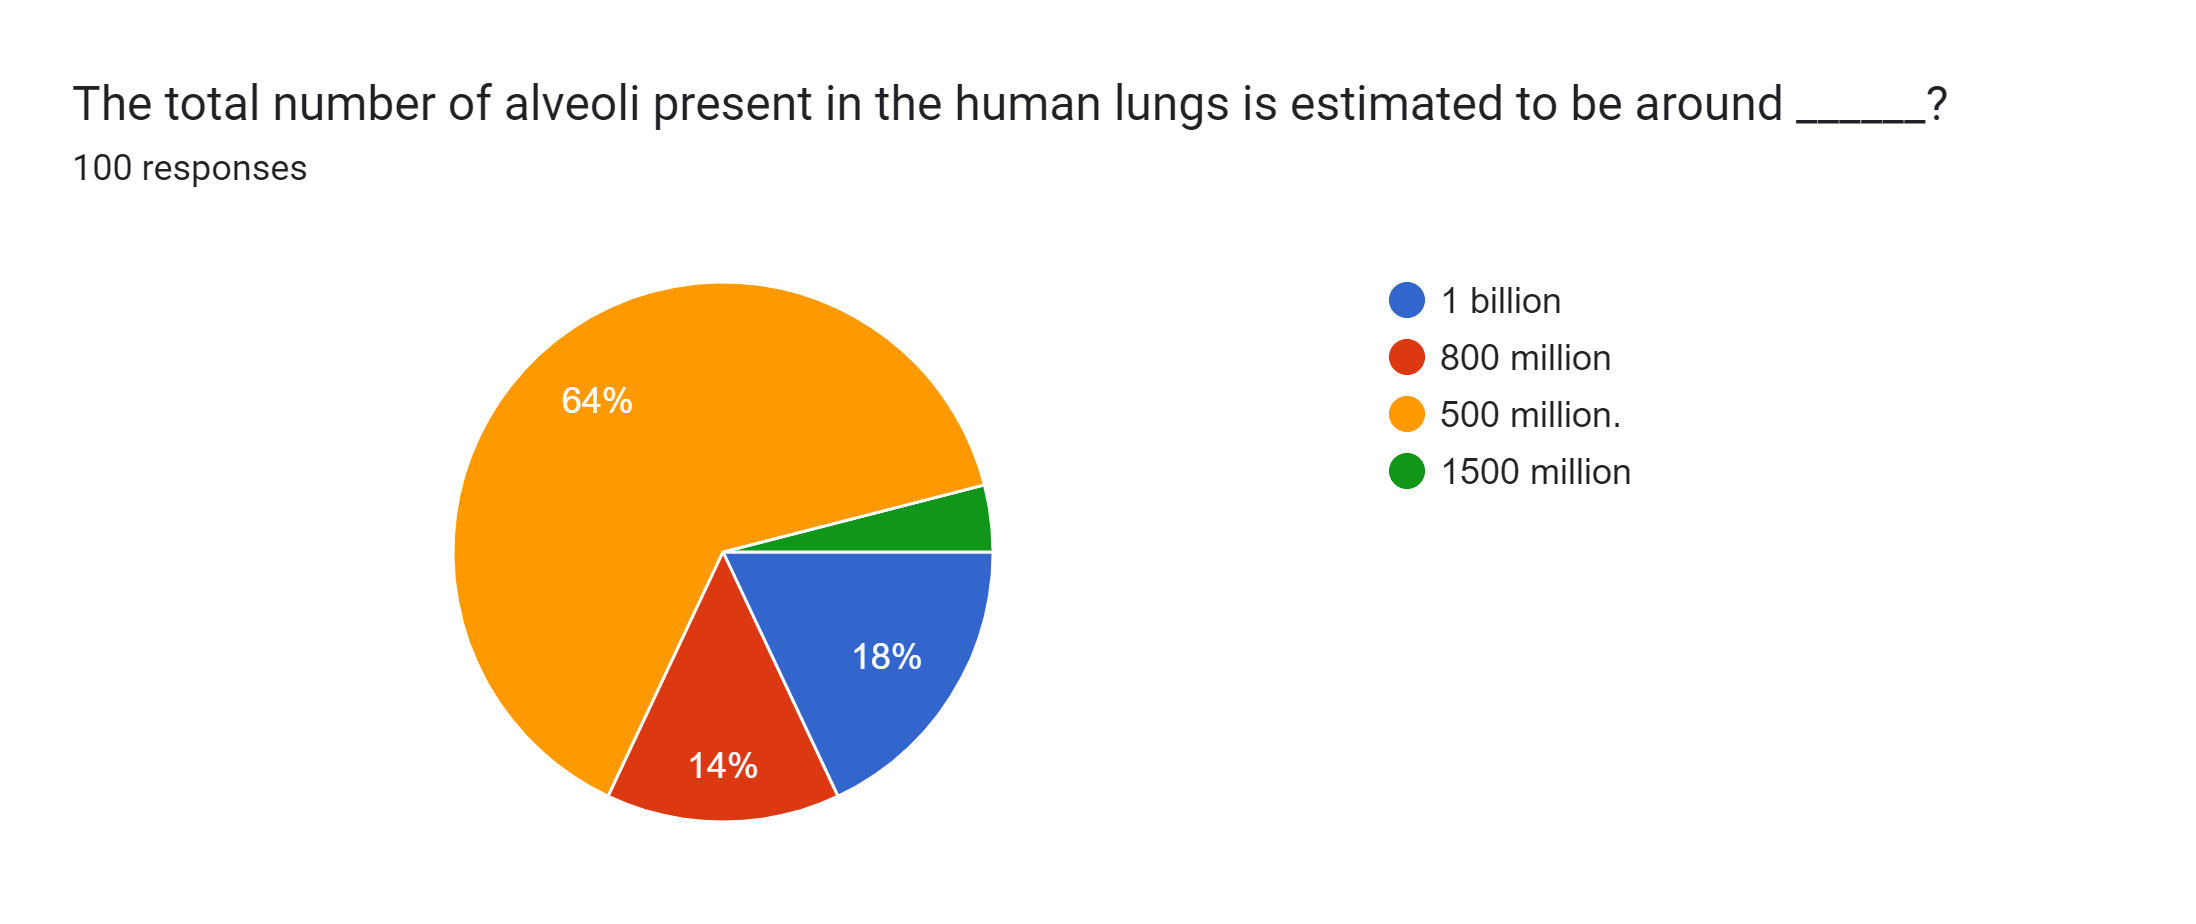 The total number of alveoli present in the human lungs is estimated to be around ______?
100 responses
64%
18%
14%
1 billion
800 million
500 million.
1500 million